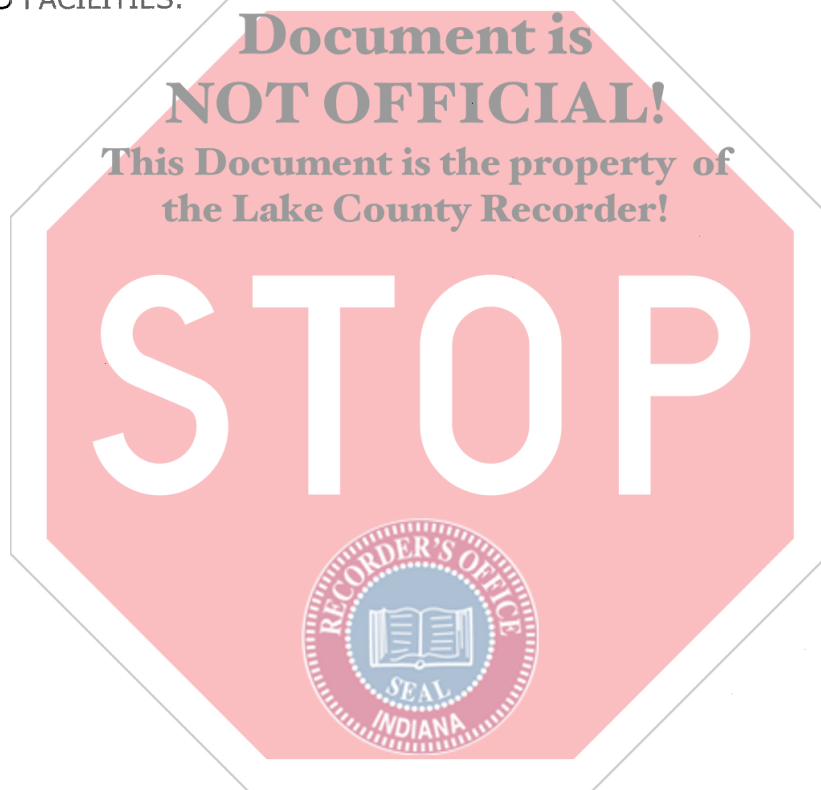 FACILITIES.
Document is
NOT OFFICIAL!
This Document is the property of
the Lake County Recorder!
STOP
RECORDER'S OFFICE
SEAL
INDIANA